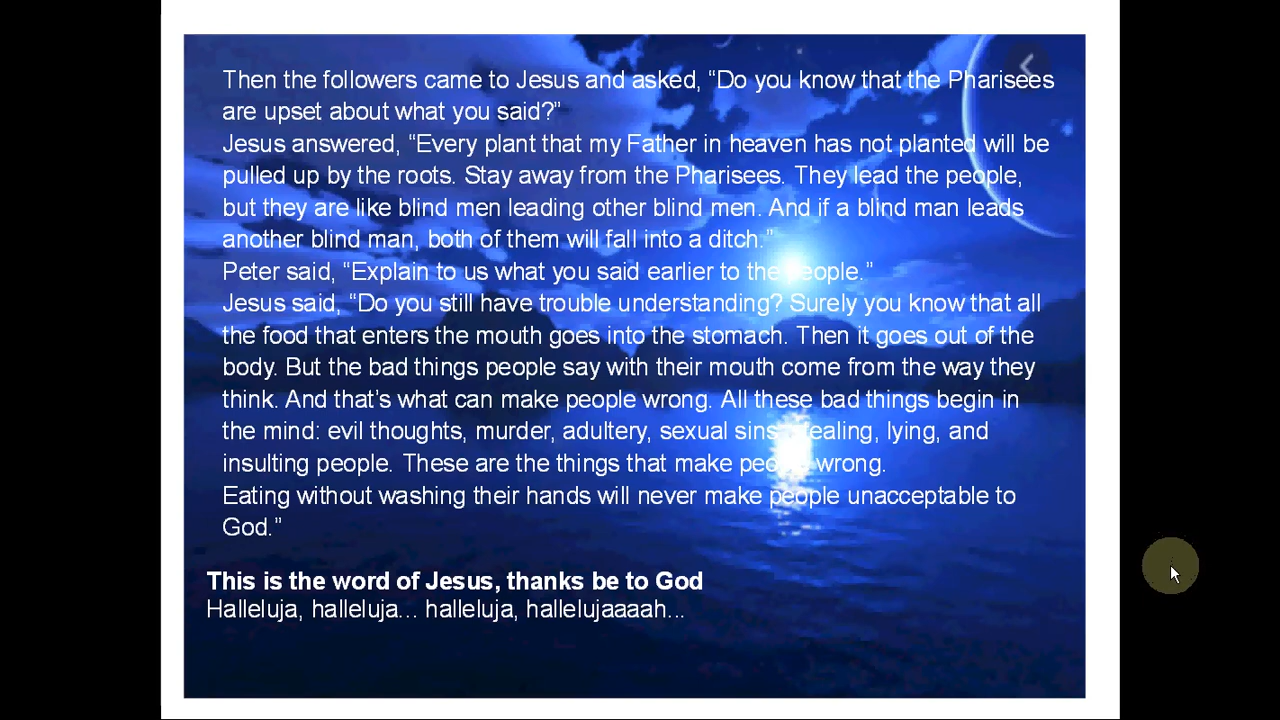 Then the followers came to Jesus and asked, “Do you know that the Pharisees
are upset about what you said?”
Jesus answered, “Every plant that my Father in heaven has not planted will be
pulled up by the roots. Stay away from the Pharisees. They lead the people,
but they are like blind men leading other blind men. And if a blind man leads
another blind man, both of them will fall into a ditch.”
Peter said, “Explain to us what you said earlier to the people.”
Jesus said, “Do you still have trouble understanding? Surely you know that all
the food that enters the mouth goes into the stomach. Then it goes out of the
body. But the bad things people say with their mouth come from the way they
think. And that’s what can make people wrong. All these bad things begin in
the mind: evil thoughts, murder, adultery, sexual sins, stealing, lying, and
insulting people. These are the things that make people wrong.
Eating without washing their hands will never make people unacceptable to
God.”
This is the word of Jesus, thanks be to God
Halleluja, halleluja... halleluja, hallelujaaaah...